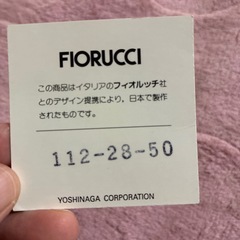 FIORUCCI
この商品はイタリアのフィオルッチ社
とのデザイン提携により，日本で製作
されたものです。
112-28-50
YOSHINAGA CORPORATION